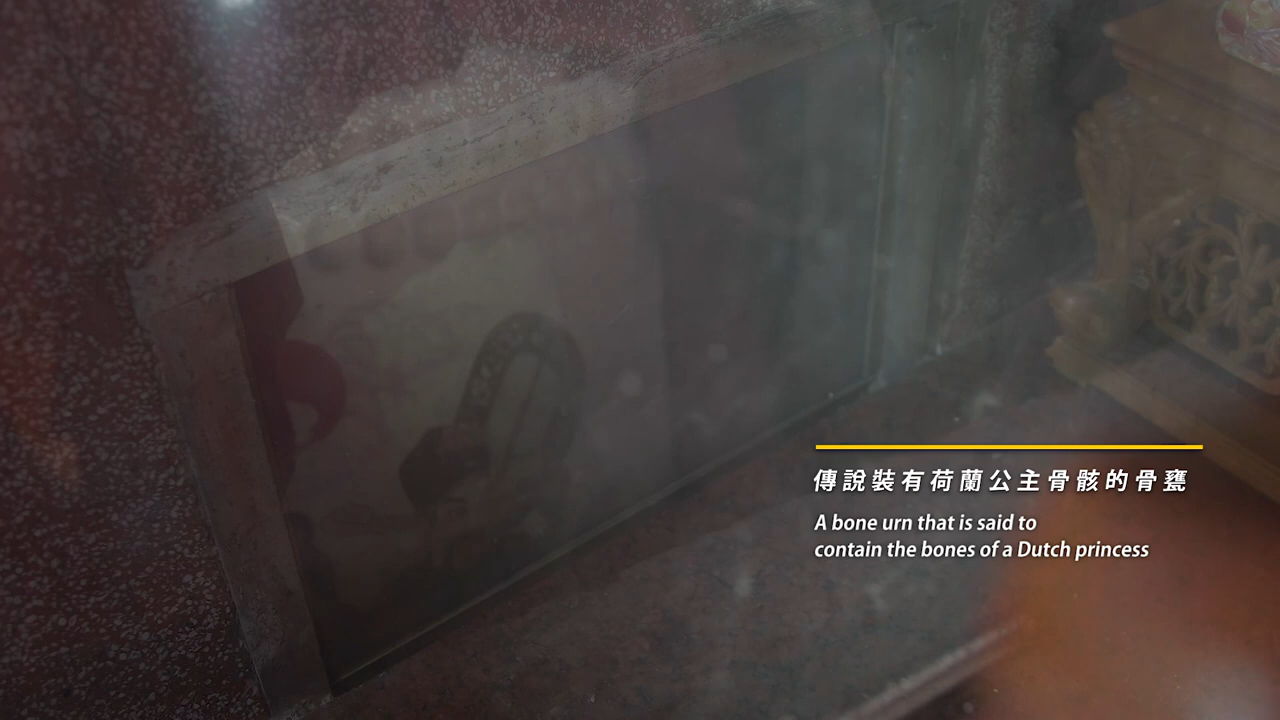 傳說裝有荷蘭公主骨骸的骨甕
A bone urn that is said to
contain the bones of a Dutch princess